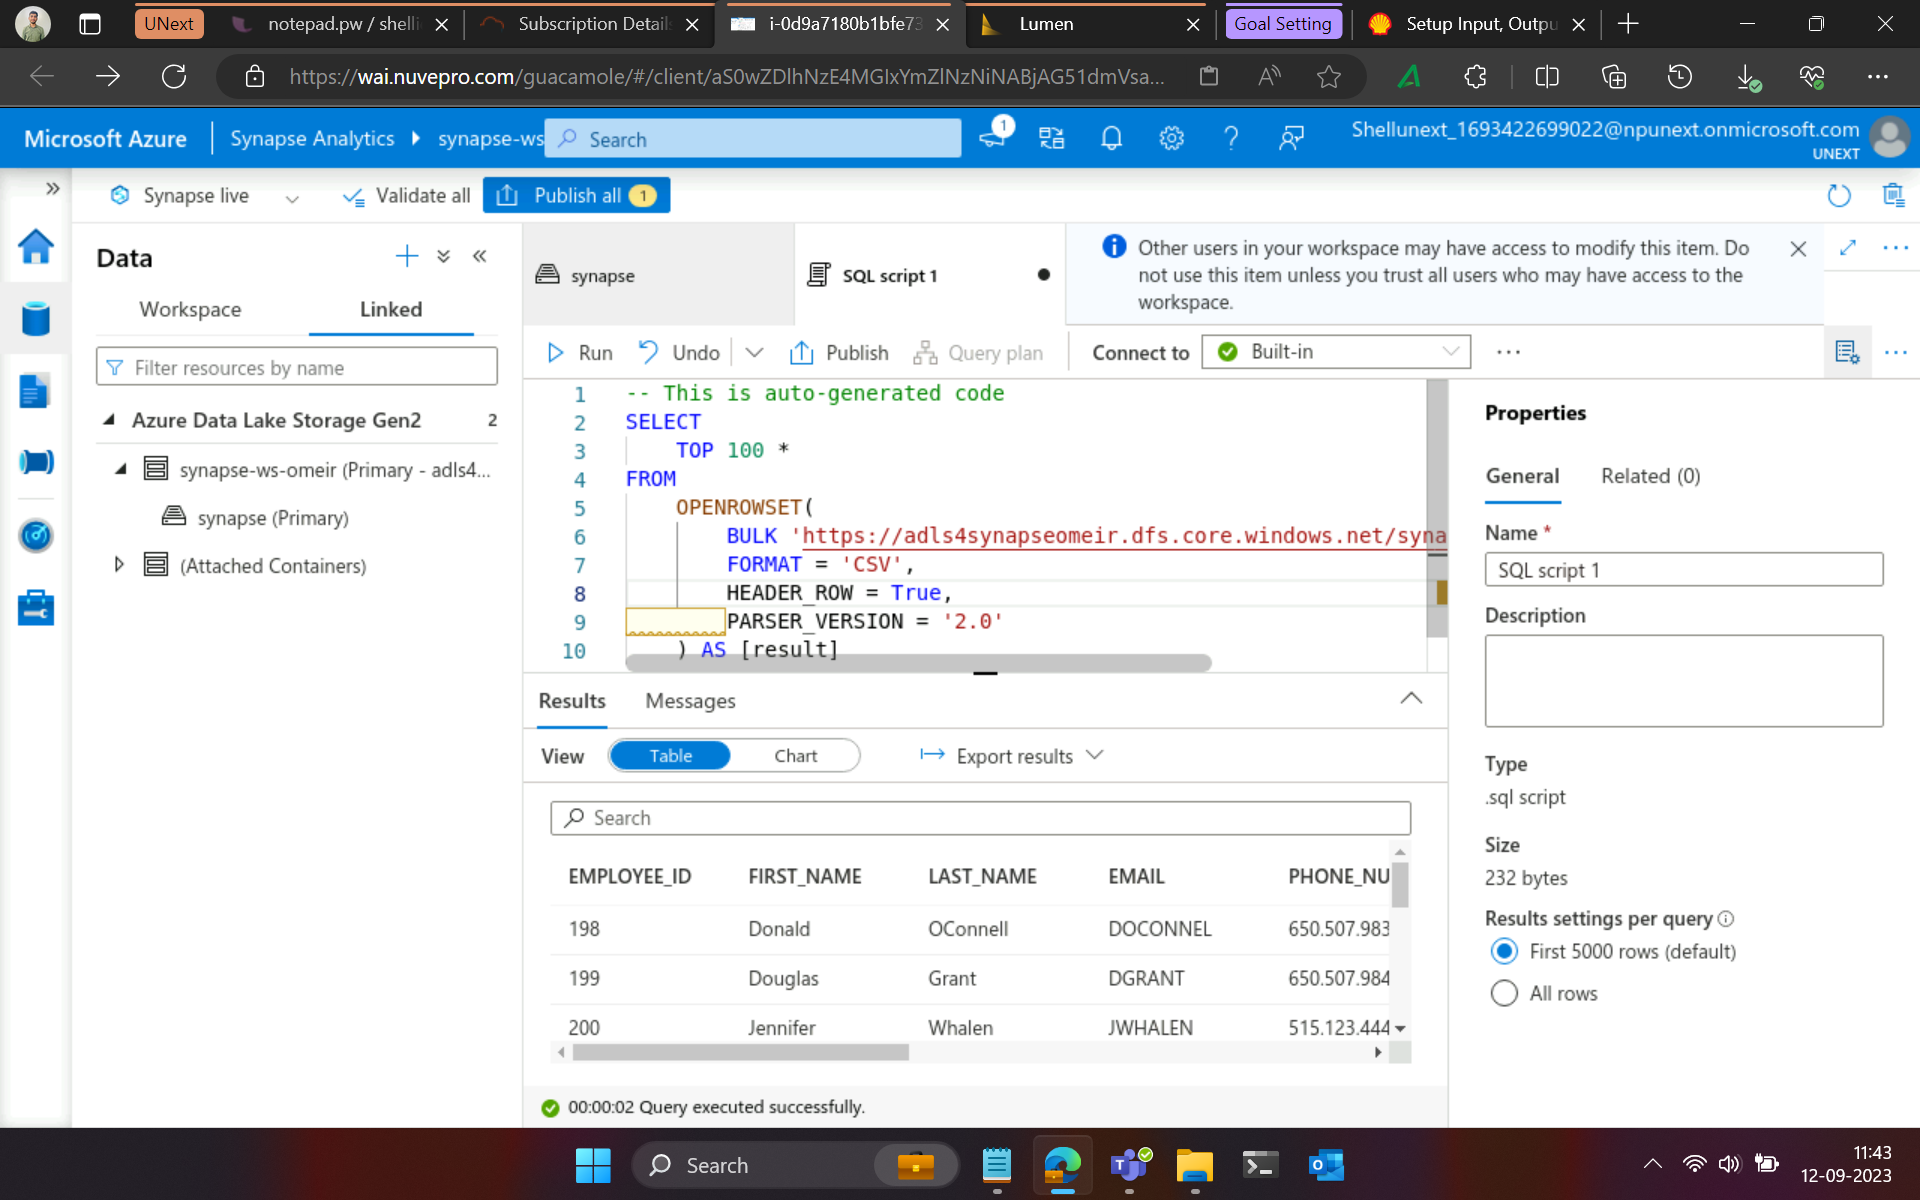 UNext
notepad.pw / shelli
Subscription Details
i-0d9a7180b1bfe73
Lumen
Goal Setting
Setup Input, Outpu
https://wai.nuvepro.com/guacamole/#/client/aS0wZDlhNzE4MGIxYmZlNzNiNABjAG51dmVsa...
Microsoft Azure
Synapse Analytics
synapse-ws
Search
1
Shellunext_1693422699022@npunext.onmicrosoft.com
UNEXT
Synapse live
Validate all
Publish all 1
Data
Workspace
Linked
Filter resources by name
Azure Data Lake Storage Gen2 2
synapse-ws-omeir (Primary - adls4...
synapse (Primary)
(Attached Containers)
synapse
SQL script 1
Other users in your workspace may have access to modify this item. Do
not use this item unless you trust all users who may have access to the
workspace.
Run
Undo
Publish
Query plan
Connect to
Built-in
1 -- This is auto-generated code
2 SELECT
3 TOP 100 *
4 FROM
5 OPENROWSET(
6 BULK 'https://adls4synapseomeir.dfs.core.windows.net/syna
7 FORMAT = 'CSV',
8 HEADER_ROW = True,
9 PARSER_VERSION = '2.0'
10 ) AS [result]
Results
Messages
View
Table
Chart
Export results
Search
EMPLOYEE_ID FIRST_NAME LAST_NAME EMAIL PHONE_NU
198 Donald OConnell DOCONNEL 650.507.983
199 Douglas Grant DGRANT 650.507.984
200 Jennifer Whalen JWHALEN 515.123.444
00:00:02 Query executed successfully.
Properties
General
Related (0)
Name *
SQL script 1
Description
Type
.sql script
Size
232 bytes
Results settings per query
First 5000 rows (default)
All rows
Search
11:43
12-09-2023